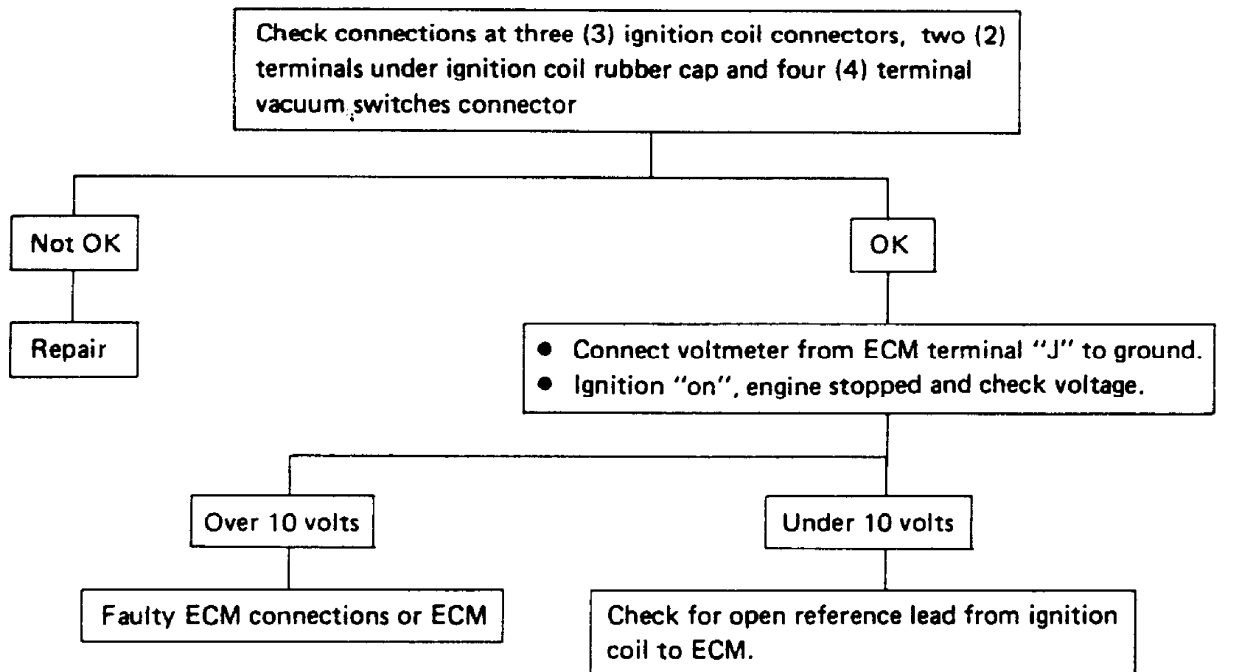 Check connections at three (3) ignition coil connectors, two (2)
terminals under ignition coil rubber cap and four (4) terminal
vacuum switches connector
Not OK
OK
Repair
● Connect voltmeter from ECM terminal "J" to ground.
● Ignition "on", engine stopped and check voltage.
Over 10 volts
Under 10 volts
Faulty ECM connections or ECM
Check for open reference lead from ignition
coil to ECM.